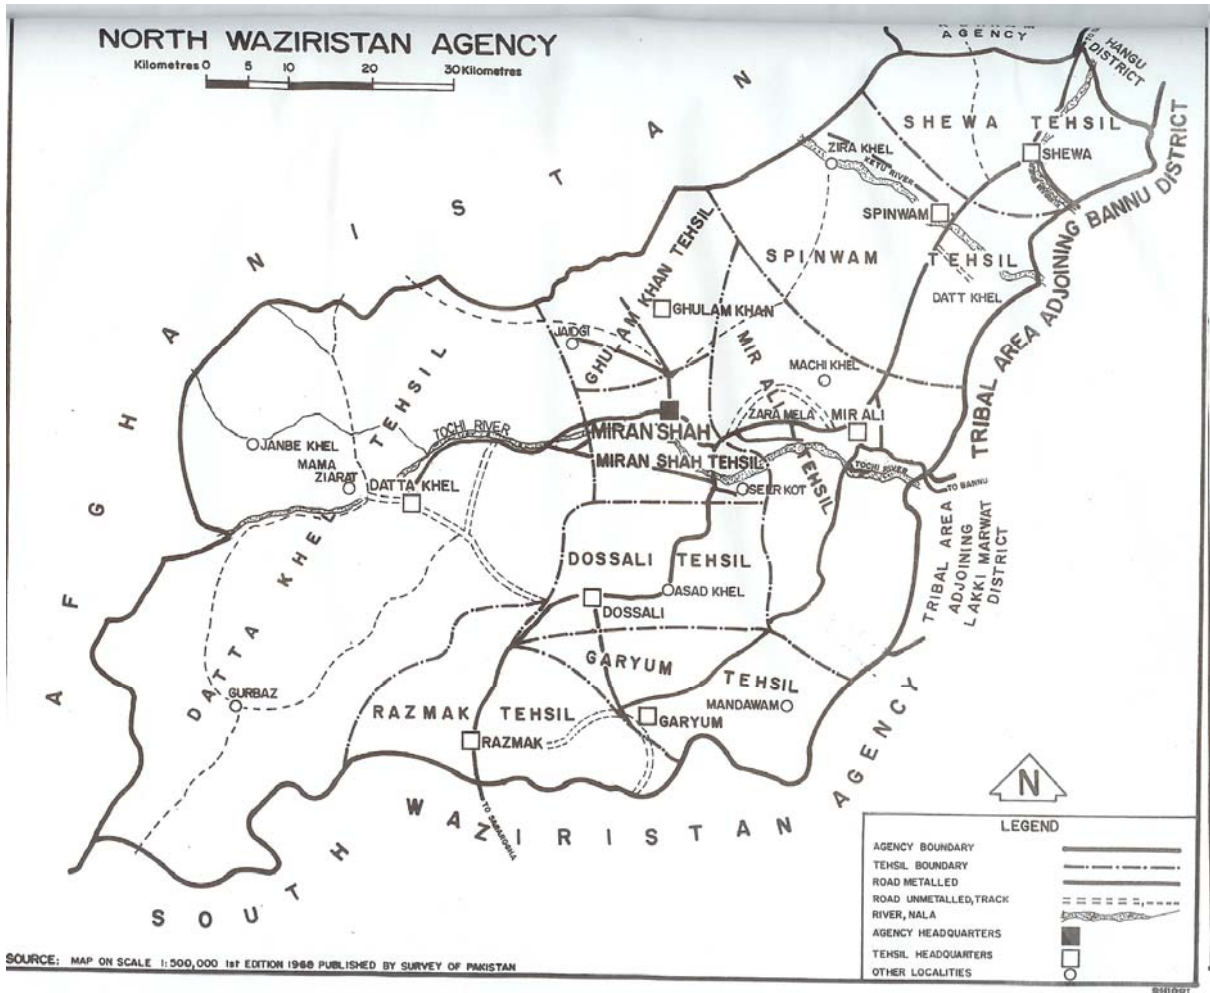 NORTH WAZIRISTAN AGENCY
Kilometres 0 5 10 20 30 Kilometres
AGENCY
HANGU
DISTRICT
AFGHANISTAN
SHEWA TEHSIL
SHEWA
ZIRA KHEL
KETU RIVER
SPINWAM
SPINWAM TEHSIL
DATT KHEL
TRIBAL AREA ADJOINING BANNU DISTRICT
GHULAM KHAN TEHSIL
GHULAM KHAN
MIR ALI TEHSIL
MACHI KHEL
ZARA MELA
MIR ALI
MIRAN SHAH
MIRAN SHAH TEHSIL
TOCHI RIVER
TOCHI RIVER
TO BANNU
SEER KOT
JANBE KHEL
MAMA
ZIARAT
DATTA KHEL
DATTA KHEL TEHSIL
TRIBAL AREA
ADJOINING
LAKKI MARWAT
DISTRICT
DOSSALI TEHSIL
ASAD KHEL
DOSSALI
GARYUM TEHSIL
MANDAWAM
GARYUM
GURBAZ
RAZMAK TEHSIL
RAZMAK
SOUTH WAZIRISTAN AGENCY
N
LEGEND
AGENCY BOUNDARY
TEHSIL BOUNDARY
ROAD METALLED
ROAD UNMETALLED, TRACK
RIVER, NALA
AGENCY HEADQUARTERS
TEHSIL HEADQUARTERS
OTHER LOCALITIES
SOURCE: MAP ON SCALE 1:500,000 1st EDITION 1968 PUBLISHED BY SURVEY OF PAKISTAN